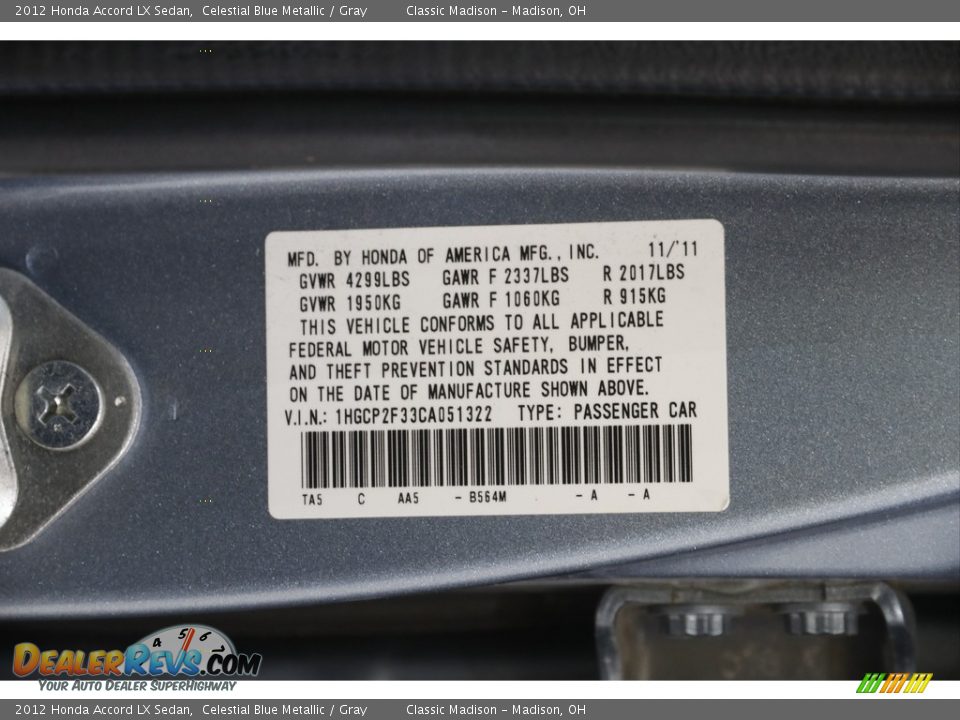 2012 Honda Accord LX Sedan,  Celestial Blue Metallic / Gray Classic Madison - Madison, OH
MFD. BY HONDA OF AMERICA MFG., INC. 11/'11
GVWR 4299LBS GAWR F 2337LBS R 2017LBS
GVWR 1950KG GAWR F 1060KG R 915KG
THIS VEHICLE CONFORMS TO ALL APPLICABLE
FEDERAL MOTOR VEHICLE SAFETY, BUMPER,
AND THEFT PREVENTION STANDARDS IN EFFECT
ON THE DATE OF MANUFACTURE SHOWN ABOVE.
V.I.N.: 1HGCP2F33CA051322 TYPE: PASSENGER CAR
TA5 C AA5 - B564M - A - A
4 5 6
DEALERREVS.COM
YOUR AUTO DEALER SUPERHIGHWAY
2012 Honda Accord LX Sedan,  Celestial Blue Metallic / Gray Classic Madison - Madison, OH